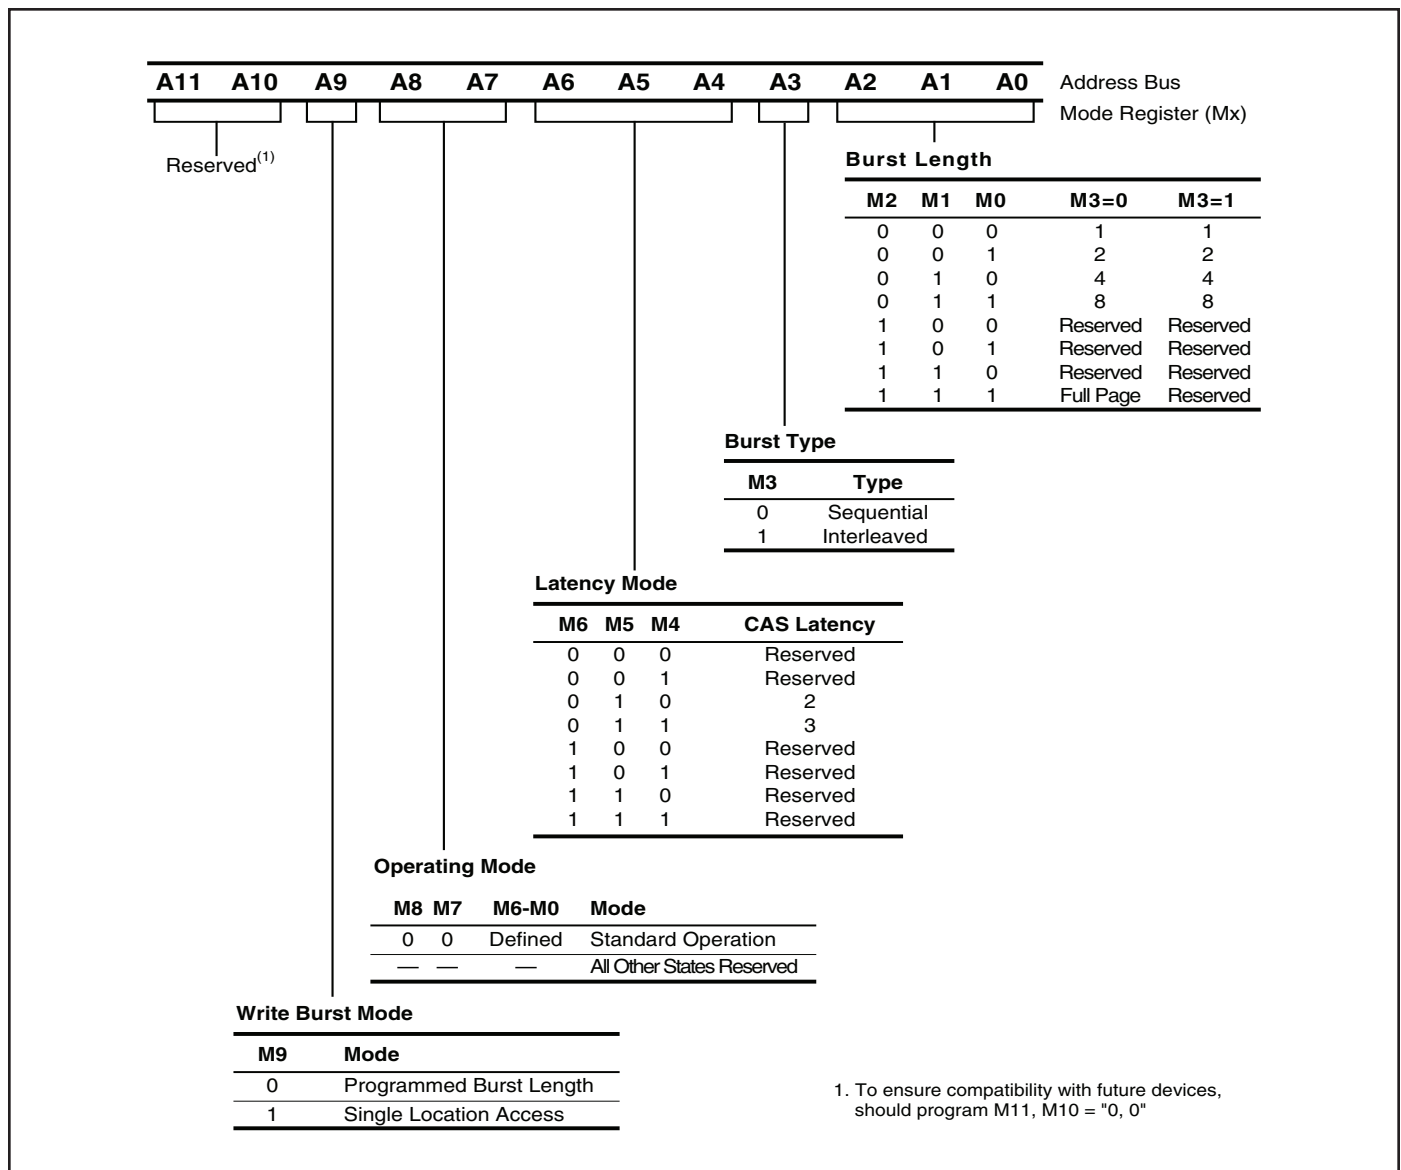 A11 A10 A9 A8 A7 A6 A5 A4 A3 A2 A1 A0 Address Bus
Mode Register (Mx)
Reserved(1)
Burst Length
M2 M1 M0 M3=0 M3=1
0 0 0 1 1
0 0 1 2 2
0 1 0 4 4
0 1 1 8 8
1 0 0 Reserved Reserved
1 0 1 Reserved Reserved
1 1 0 Reserved Reserved
1 1 1 Full Page Reserved
Burst Type
M3 Type
0 Sequential
1 Interleaved
Latency Mode
M6 M5 M4 CAS Latency
0 0 0 Reserved
0 0 1 Reserved
0 1 0 2
0 1 1 3
1 0 0 Reserved
1 0 1 Reserved
1 1 0 Reserved
1 1 1 Reserved
Operating Mode
M8 M7 M6-M0 Mode
0 0 Defined Standard Operation
— — — All Other States Reserved
Write Burst Mode
M9 Mode
0 Programmed Burst Length
1 Single Location Access
1. To ensure compatibility with future devices,
should program M11, M10 = "0, 0"